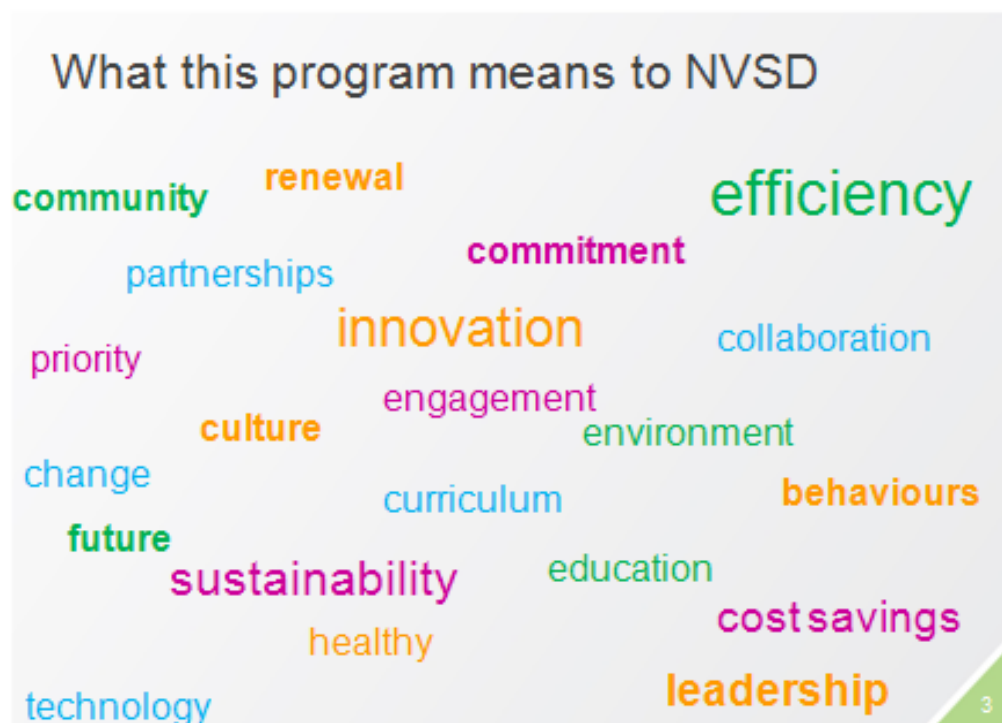 What this program means to NVSD
renewal
community
efficiency
commitment
partnerships
innovation
collaboration
priority
engagement
culture
environment
change
curriculum
behaviours
future
sustainability
education
cost savings
healthy
leadership
technology
3